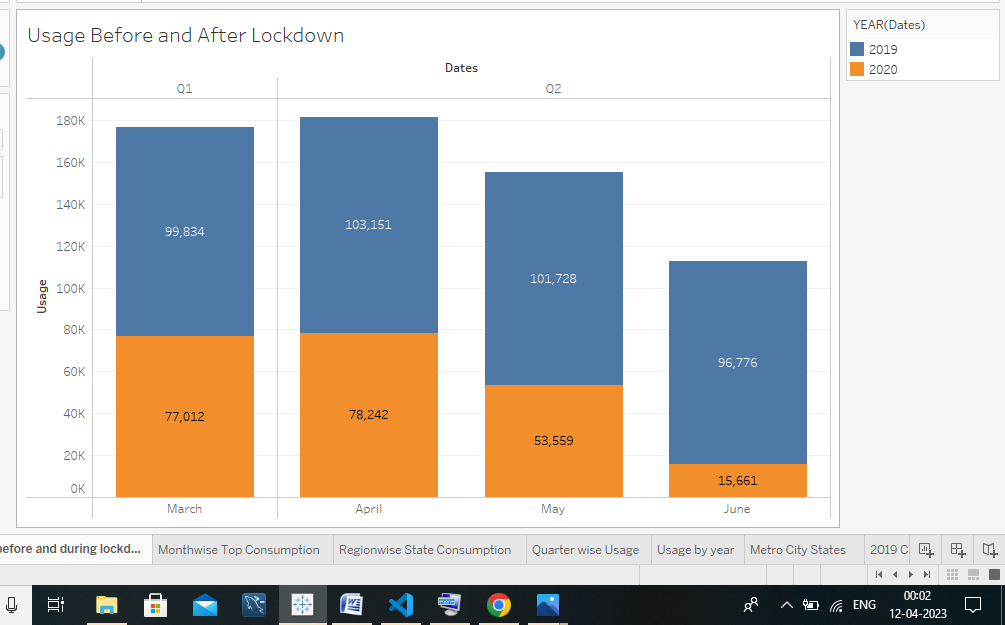 Usage Before and After Lockdown
YEAR(Dates)
2019
2020
Dates
Q1
Q2
Usage
180K
160K
140K
120K
100K
80K
60K
40K
20K
0K
99,834
103,151
101,728
96,776
77,012
78,242
53,559
15,661
March
April
May
June
before and during lockd...
Monthwise Top Consumption
Regionwise State Consumption
Quarter wise Usage
Usage by year
Metro City States
2019 C
ENG
00:02
12-04-2023